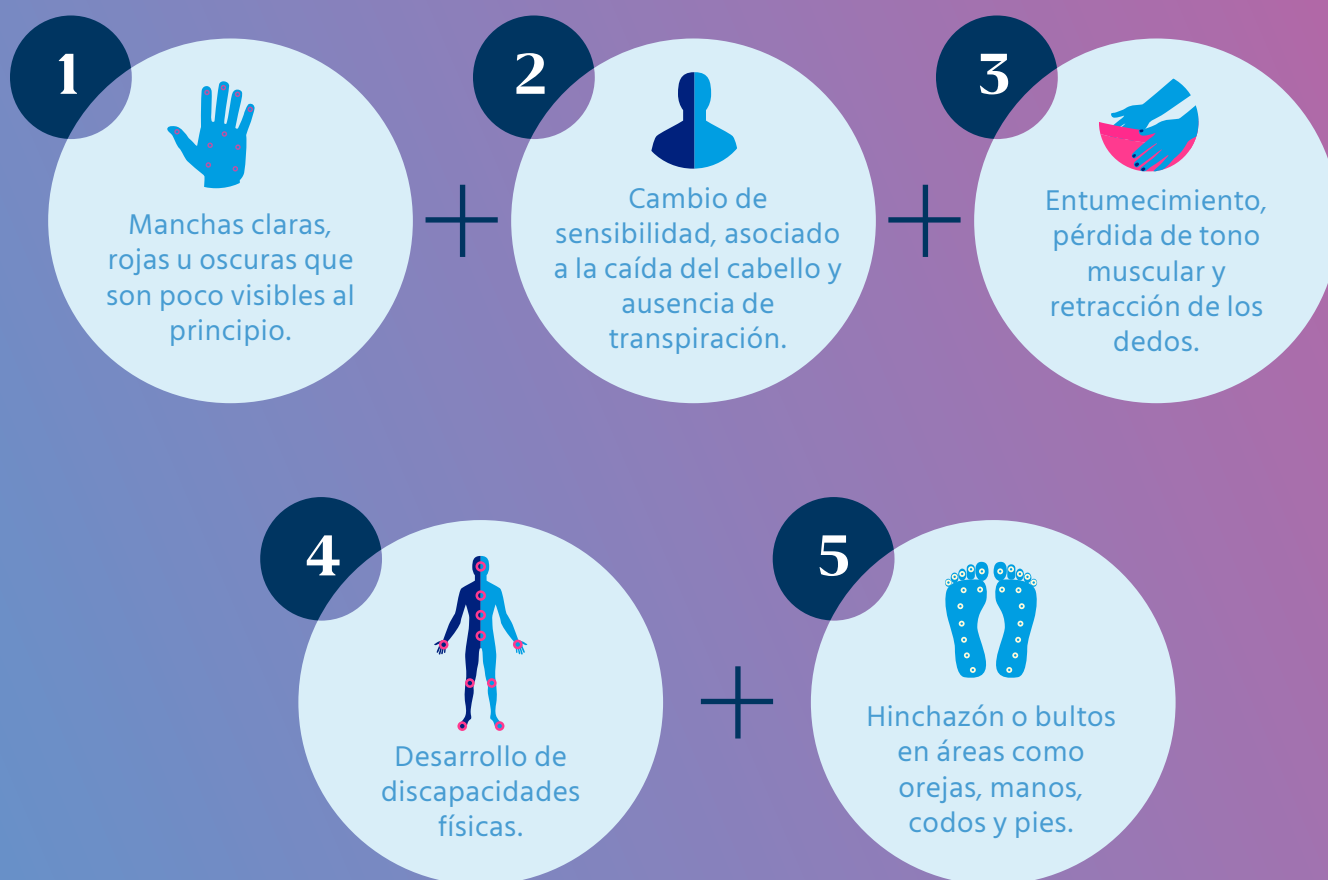 1
Manchas claras,
rojas u oscuras que
son poco visibles al
principio.
2
Cambio de
sensibilidad, asociado
a la caída del cabello y
ausencia de
transpiración.
3
Entumecimiento,
pérdida de tono
muscular y
retracción de los
dedos.
4
Desarrollo de
discapacidades
físicas.
5
Hinchazón o bultos
en áreas como
orejas, manos,
codos y pies.